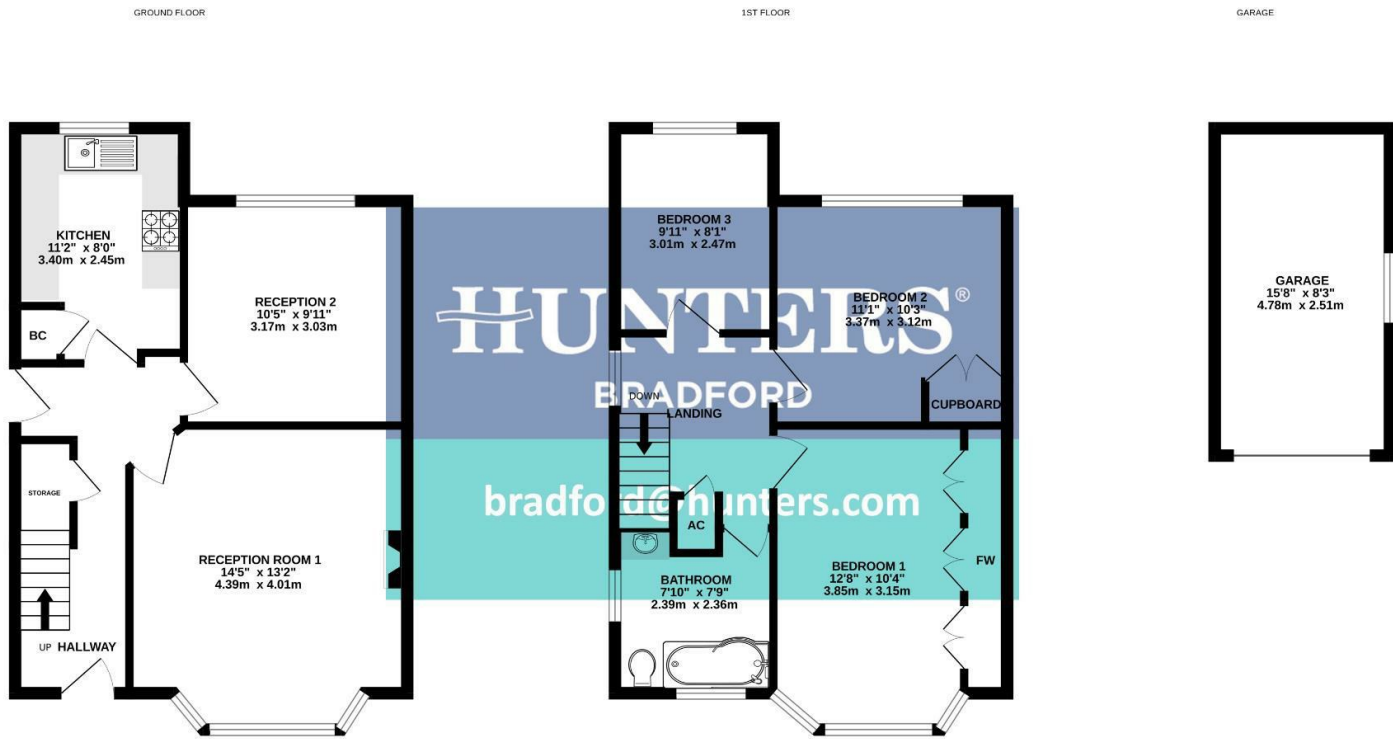 GROUND FLOOR
1ST FLOOR
GARAGE
KITCHEN
11'2" x 8'0"
3.40m x 2.45m
BC
RECEPTION 2
10'5" x 9'11"
3.17m x 3.03m
STORAGE
RECEPTION ROOM 1
14'5" x 13'2"
4.39m x 4.01m
UP
HALLWAY
HUNTERS®
BRADFORD
bradford@hunters.com
BEDROOM 3
9'11" x 8'1"
3.01m x 2.47m
BEDROOM 2
11'1" x 10'3"
3.37m x 3.12m
CUPBOARD
DOWN
LANDING
AC
BATHROOM
7'10" x 7'9"
2.39m x 2.36m
BEDROOM 1
12'8" x 10'4"
3.85m x 3.15m
FW
GARAGE
15'8" x 8'3"
4.78m x 2.51m